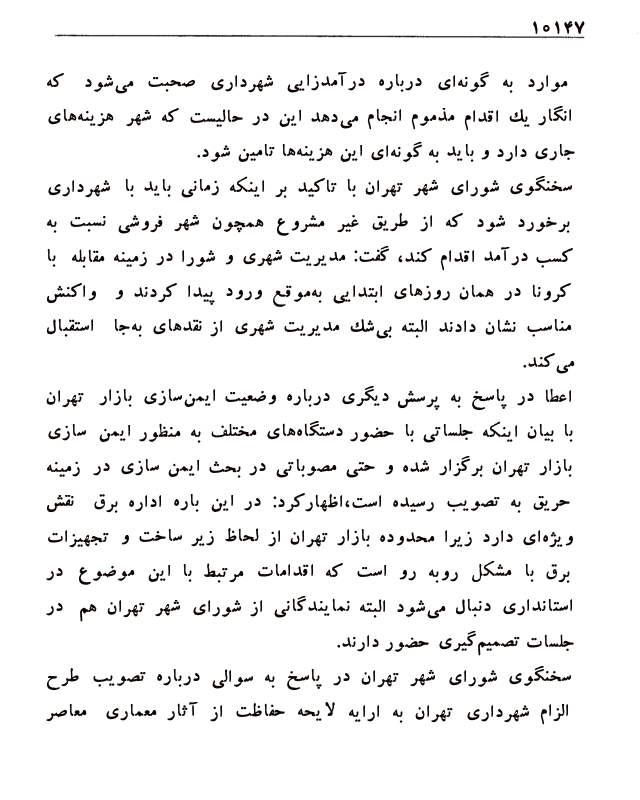 ۱۰۱۴۷
موارد به گونه‌ای درباره درآمدزایی شهرداری صحبت می‌شود که
انگار یك اقدام مذموم انجام می‌دهد این در حالیست که شهر هزینه‌های
جاری دارد و باید به گونه‌ای این هزینه‌ها تامین شود.
سخنگوی شورای شهر تهران با تاکید بر اینکه زمانی باید با شهرداری
برخورد شود که از طریق غیر مشروع همچون شهر فروشی نسبت به
کسب درآمد اقدام کند، گفت: مدیریت شهری و شورا در زمینه مقابله با
کرونا در همان روزهای ابتدایی به‌موقع ورود پیدا کردند و واکنش
مناسب نشان دادند البته بی‌شك مدیریت شهری از نقدهای به‌جا استقبال
می‌کند.
اعطا در پاسخ به پرسش دیگری درباره وضعیت ایمن‌سازی بازار تهران
با بیان اینکه جلساتی با حضور دستگاه‌های مختلف به منظور ایمن سازی
بازار تهران برگزار شده و حتی مصوباتی در بحث ایمن سازی در زمینه
حریق به تصویب رسیده است،اظهارکرد: در این باره اداره برق نقش
ویژه‌ای دارد زیرا محدوده بازار تهران از لحاظ زیر ساخت و تجهیزات
برق با مشکل روبه رو است که اقدامات مرتبط با این موضوع در
استانداری دنبال می‌شود البته نمایندگانی از شورای شهر تهران هم در
جلسات تصمیم‌گیری حضور دارند.
سخنگوی شورای شهر تهران در پاسخ به سوالی درباره تصویب طرح
الزام شهرداری تهران به ارایه لایحه حفاظت از آثار معماری معاصر